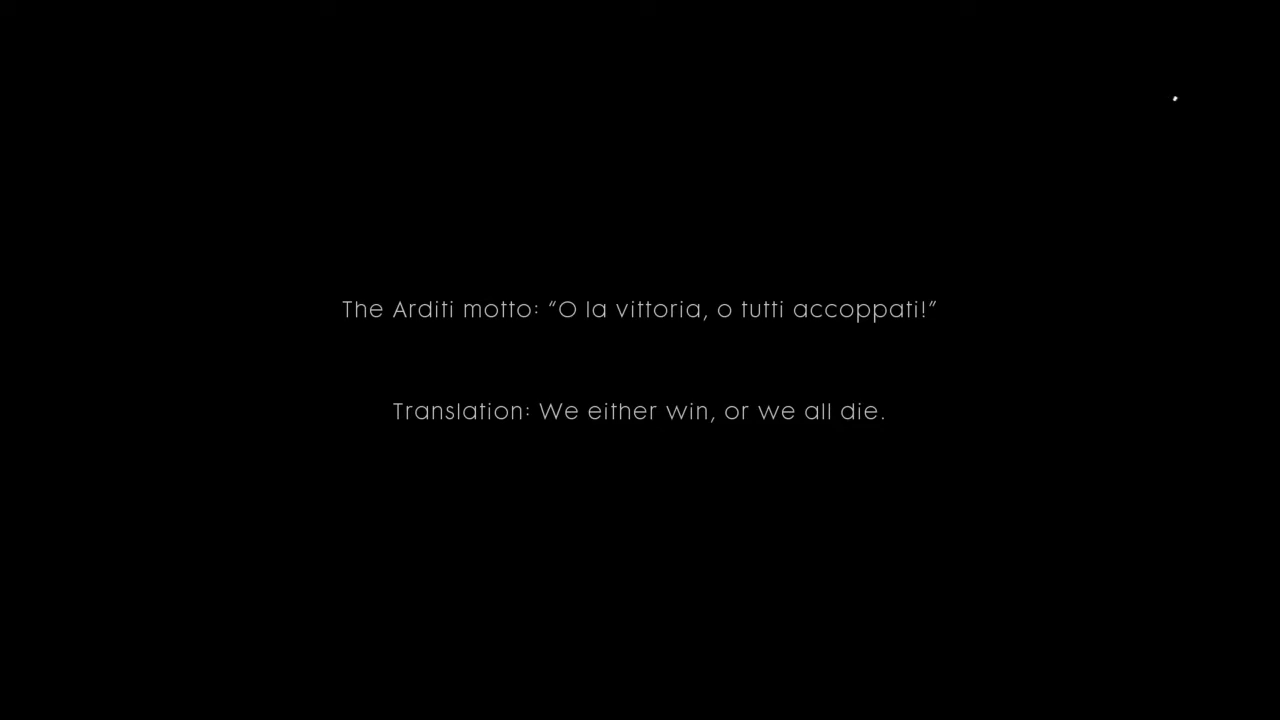 The Arditi motto: “O la vittoria, o tutti accoppati!”
Translation: We either win, or we all die.